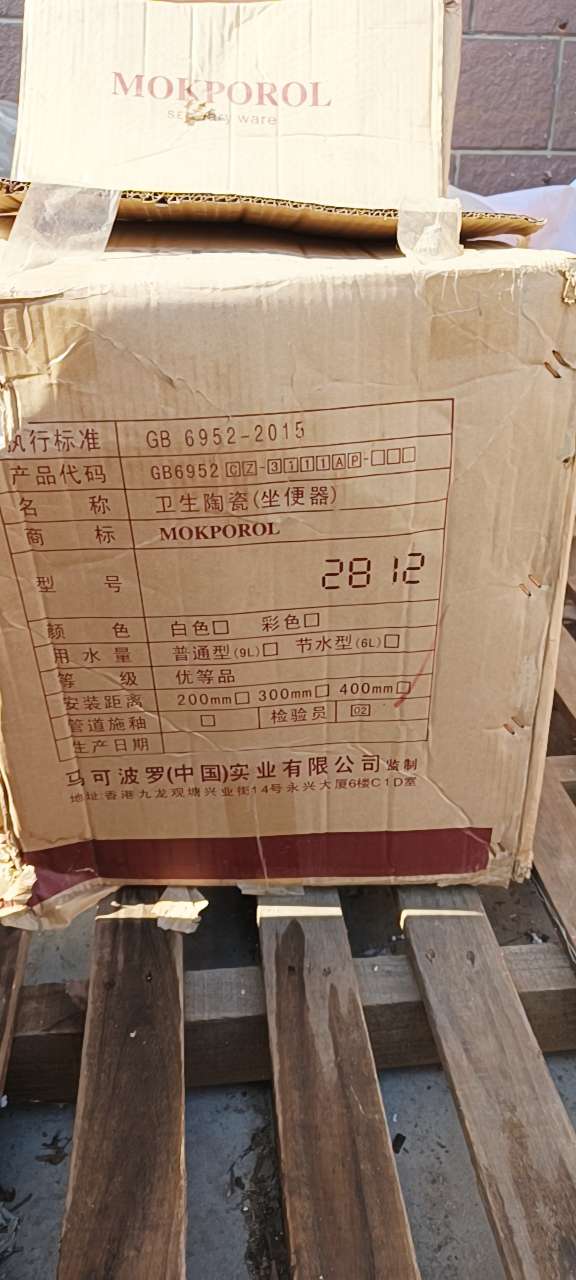 MOKPOROL
ware
执行标准 GB 6952-2015
产品代码 GB6952 CZ-3111AP-□□□
名 称 卫生陶瓷(坐便器)
商 标 MOKPOROL
型 号 2812
颜 色 白色□ 彩色□
用水量 普通型(9L)□ 节水型(6L)□
等 级 优等品
安装距离 200mm□ 300mm□ 400mm□
管道施釉 □ 检验员 02
生产日期
马可波罗(中国)实业有限公司监制
地址:香港九龙观塘兴业街14号永兴大厦6楼C1D室